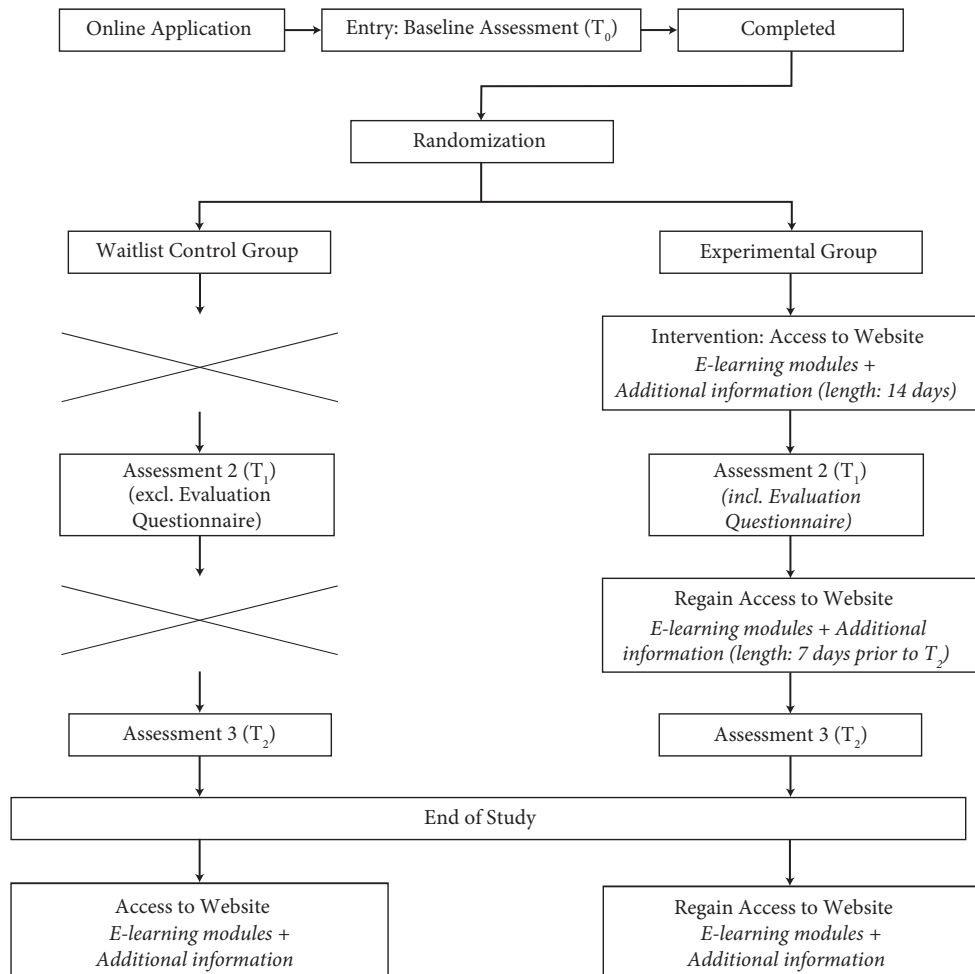 Online Application
Entry: Baseline Assessment (T₀)
Completed
Randomization
Waitlist Control Group
Experimental Group
Intervention: Access to Website
E-learning modules +
Additional information (length: 14 days)
Assessment 2 (T₁)
(excl. Evaluation
Questionnaire)
Assessment 2 (T₁)
(incl. Evaluation
Questionnaire)
Regain Access to Website
E-learning modules + Additional
information (length: 7 days prior to T₂)
Assessment 3 (T₂)
Assessment 3 (T₂)
End of Study
Access to Website
E-learning modules +
Additional information
Regain Access to Website
E-learning modules +
Additional information